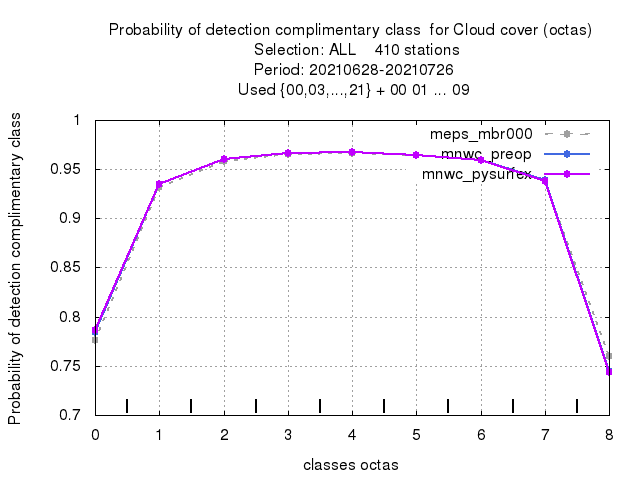 Probability of detection complimentary class  for Cloud cover (octas)
Selection: ALL    410 stations
Period: 20210628-20210726
Used {00,03,...,21} + 00 01 ... 09
Probability of detection complimentary class
1
0.95
0.9
0.85
0.8
0.75
0.7
meps_mbr000
mnwc_preop
mnwc_pysurfex
0 1 2 3 4 5 6 7 8
classes octas